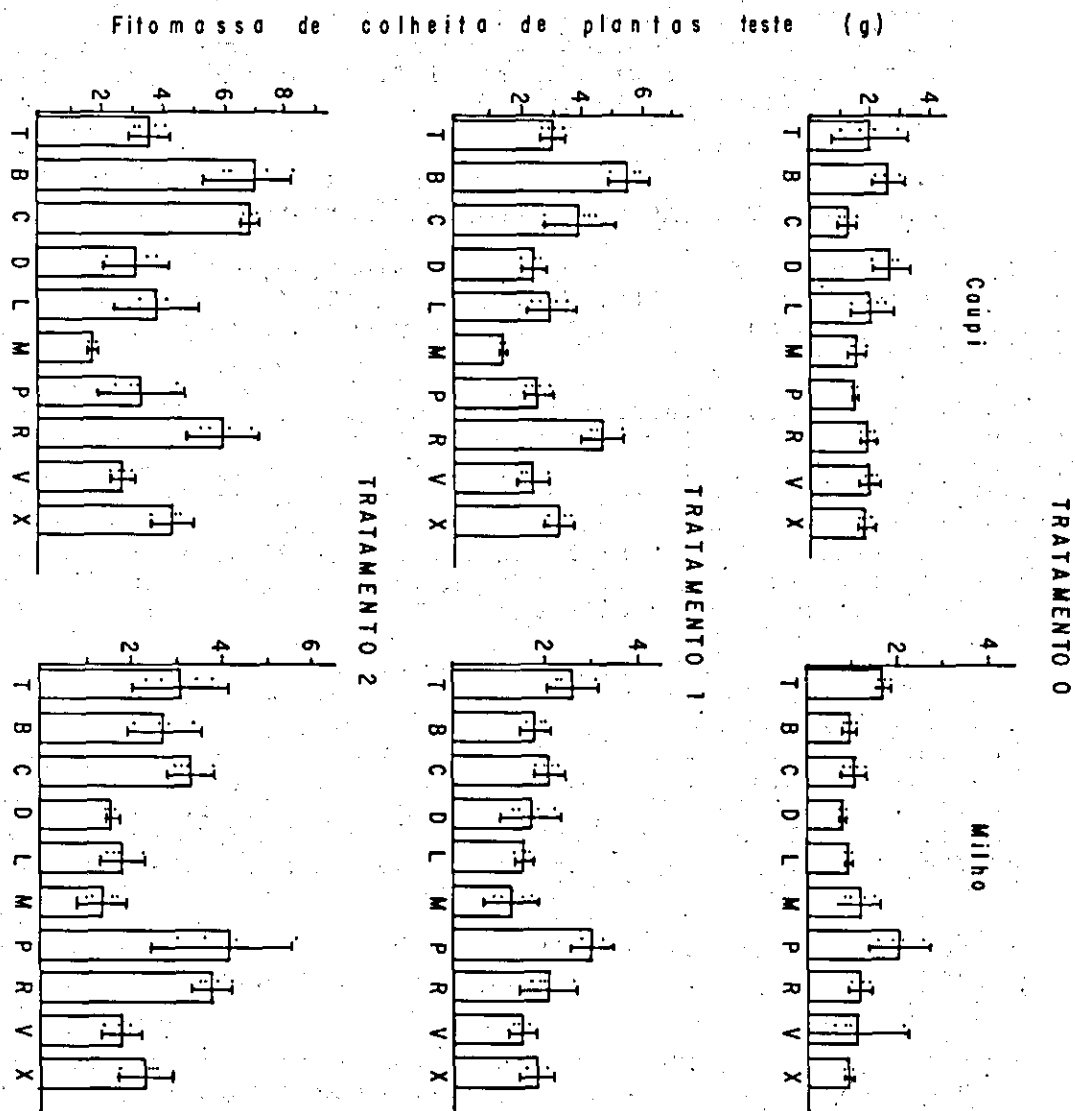 Fitomassa de colheita de plantas teste (g)
TRATAMENTO 0
Caupi
2 4
T B C D L M P R V X
Milho
2 4
T B C D L M P R V X
TRATAMENTO 1
2 4 6
T B C D L M P R V X
2 4
T B C D L M P R V X
TRATAMENTO 2
2 4 6 8
T B C D L M P R V X
2 4 6
T B C D L M P R V X